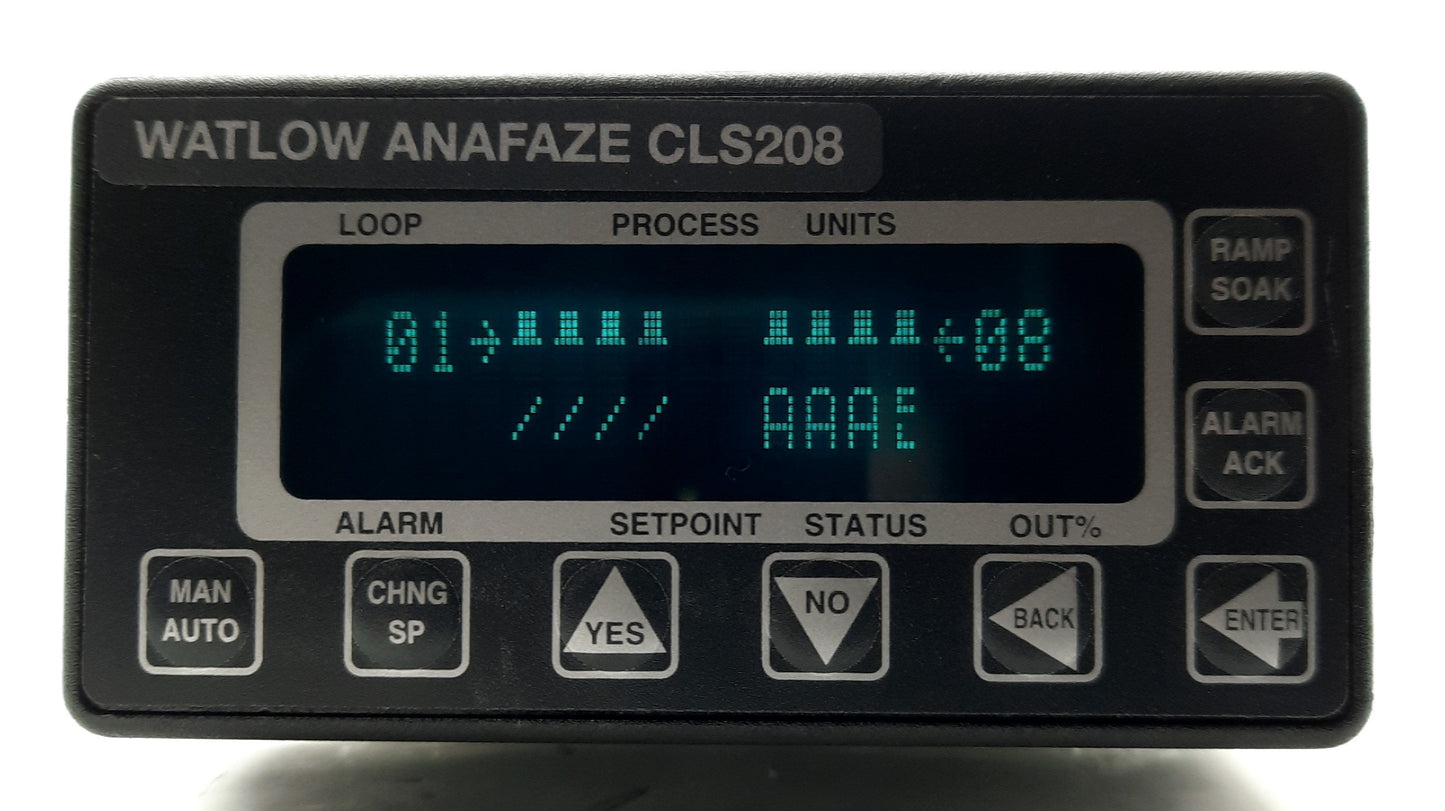 WATLOW ANAFAZE CLS208
LOOP PROCESS UNITS
01→ ←08
//// AAAE
ALARM SETPOINT STATUS OUT%
RAMP
SOAK
ALARM
ACK
MAN
AUTO
CHNG
SP
YES
NO
BACK
ENTER